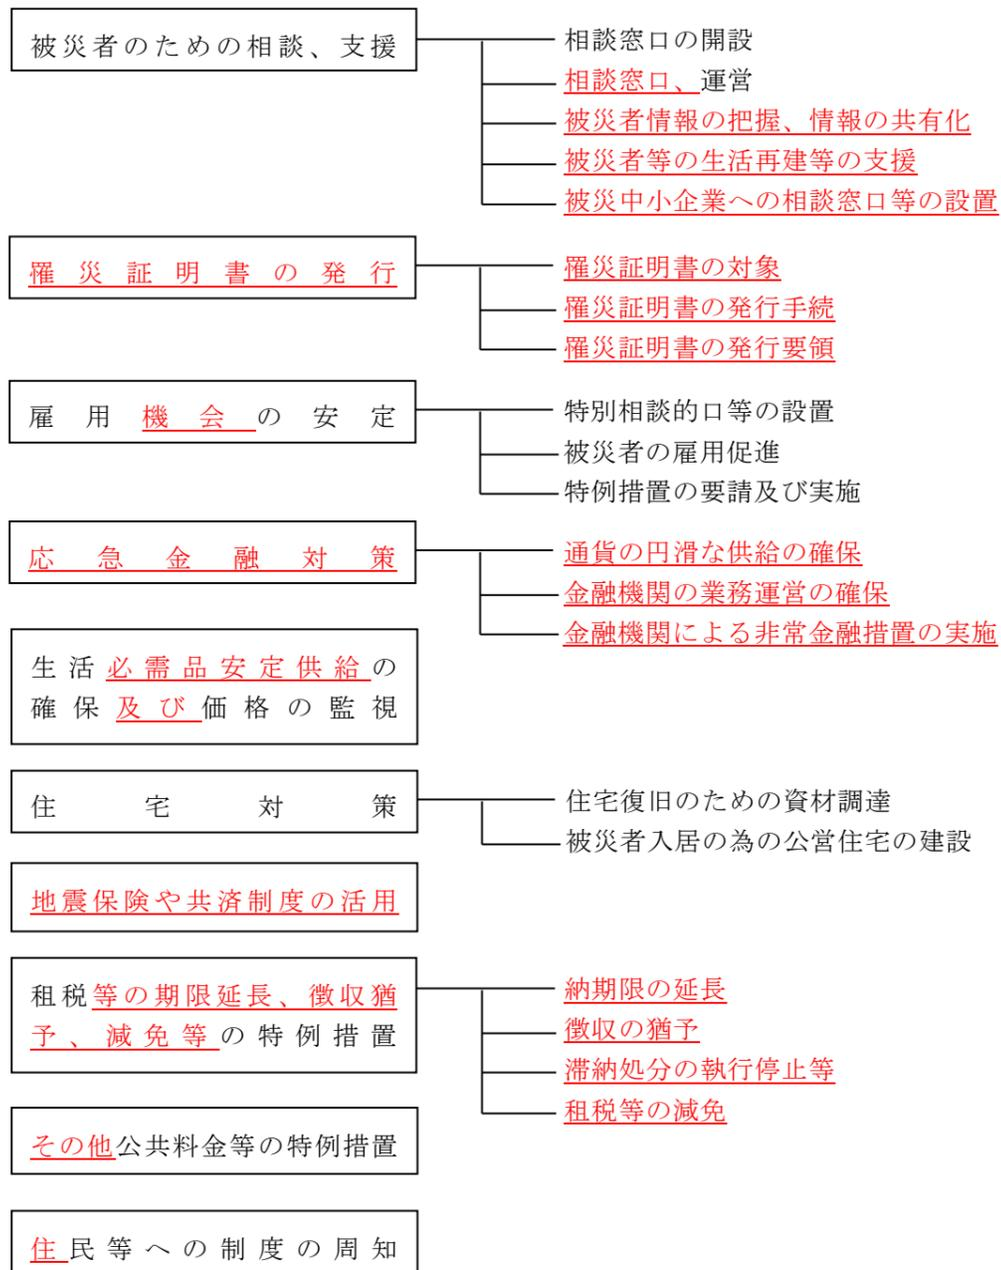 被災者のための相談、支援
相談窓口の開設
相談窓口、運営
被災者情報の把握、情報の共有化
被災者等の生活再建等の支援
被災中小企業への相談窓口等の設置
罹災証明書の発行
罹災証明書の対象
罹災証明書の発行手続
罹災証明書の発行要領
雇用機会の安定
特別相談的口等の設置
被災者の雇用促進
特例措置の要請及び実施
応急金融対策
通貨の円滑な供給の確保
金融機関の業務運営の確保
金融機関による非常金融措置の実施
生活必需品安定供給の
確保及び価格の監視
住宅対策
住宅復旧のための資材調達
被災者入居の為の公営住宅の建設
地震保険や共済制度の活用
租税等の期限延長、徴収猶
予、減免等の特例措置
納期限の延長
徴収の猶予
滞納処分の執行停止等
租税等の減免
その他公共料金等の特例措置
住民等への制度の周知